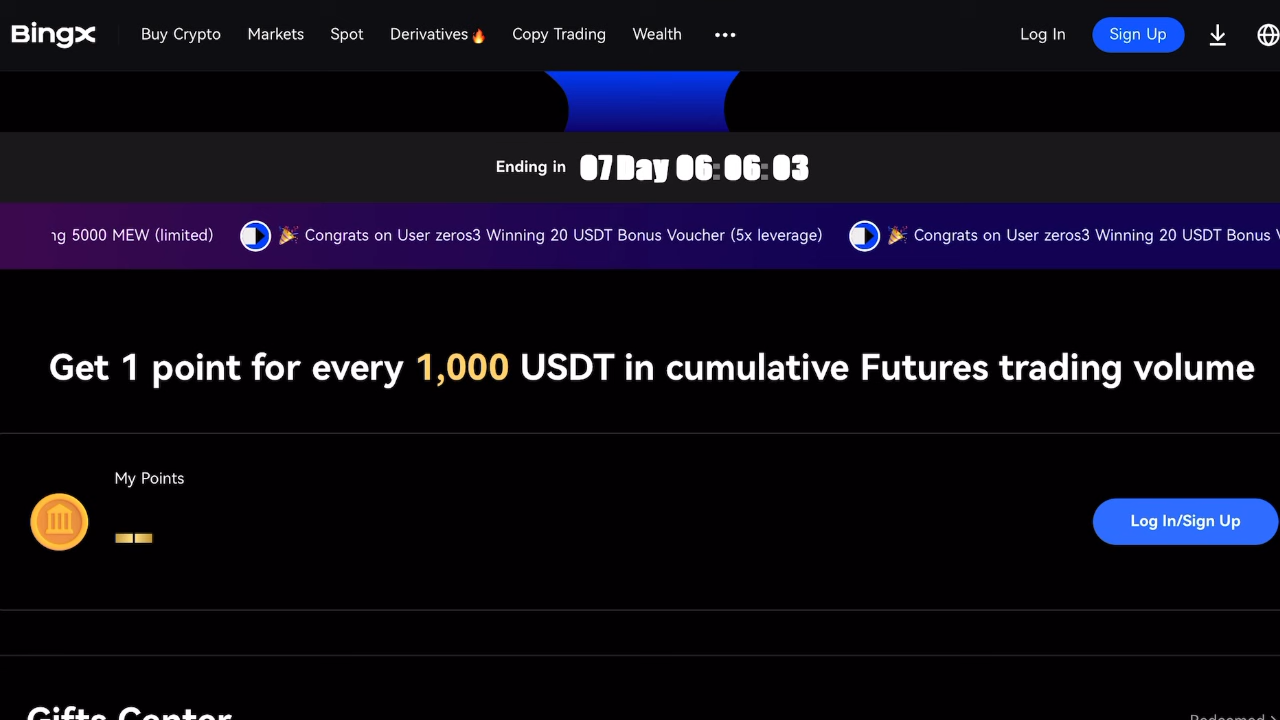 BingX Buy Crypto Markets Spot Derivatives🔥 Copy Trading Wealth ••• Log In Sign Up
Ending in 07 Day 06:06:03
ng 5000 MEW (limited) 🎉 Congrats on User zeros3 Winning 20 USDT Bonus Voucher (5x leverage) 🎉 Congrats on User zeros3 Winning 20 USDT Bonus
Get 1 point for every 1,000 USDT in cumulative Futures trading volume
My Points
--
Log In/Sign Up
Gifts Center
Redeemed